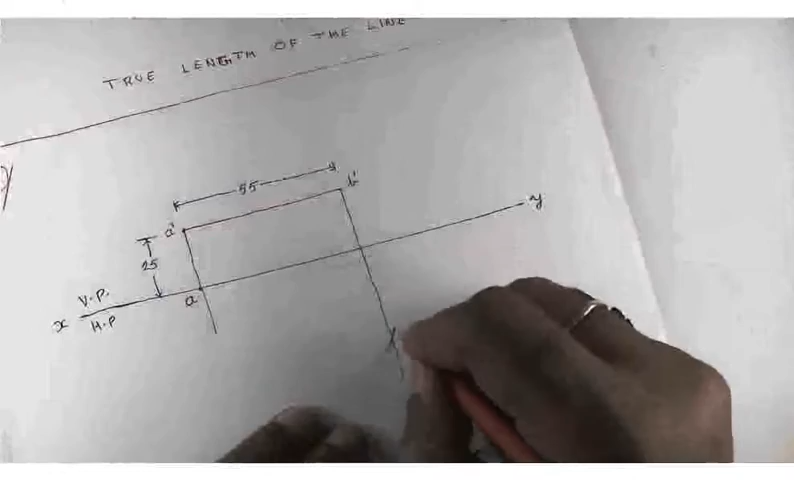 TRUE LENGTH OF THE LINE
55
b'
a'
y
25
a
V.P.
x
H.P